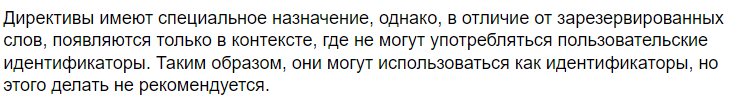 Директивы имеют специальное назначение, однако, в отличие от зарезервированных
слов, появляются только в контексте, где не могут употребляться пользовательские
идентификаторы. Таким образом, они могут использоваться как идентификаторы, но
этого делать не рекомендуется.